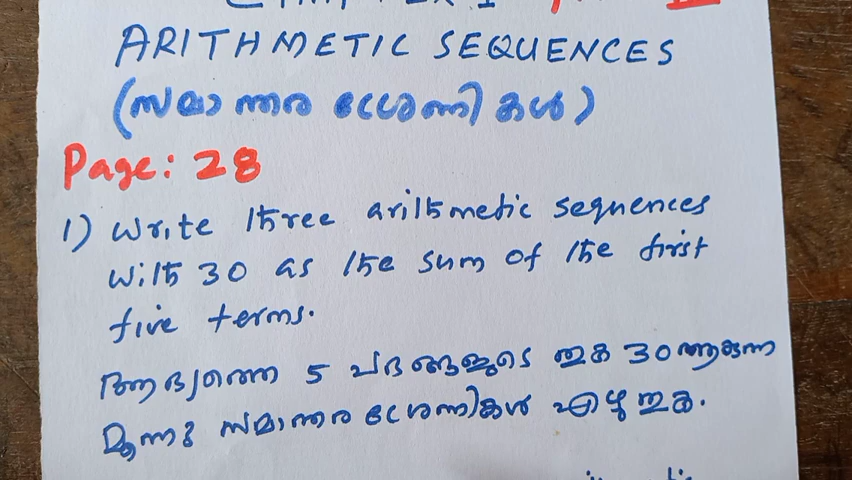 ARITHMETIC SEQUENCES
(സമാന്തര ശ്രേണികൾ)
Page: 28
1) Write three arithmetic sequences
with 30 as the sum of the first
five terms.
ആദ്യത്തെ 5 പദങ്ങളുടെ തുക 30 ആകുന്ന
മൂന്നു സമാന്തര ശ്രേണികൾ എഴുതുക.